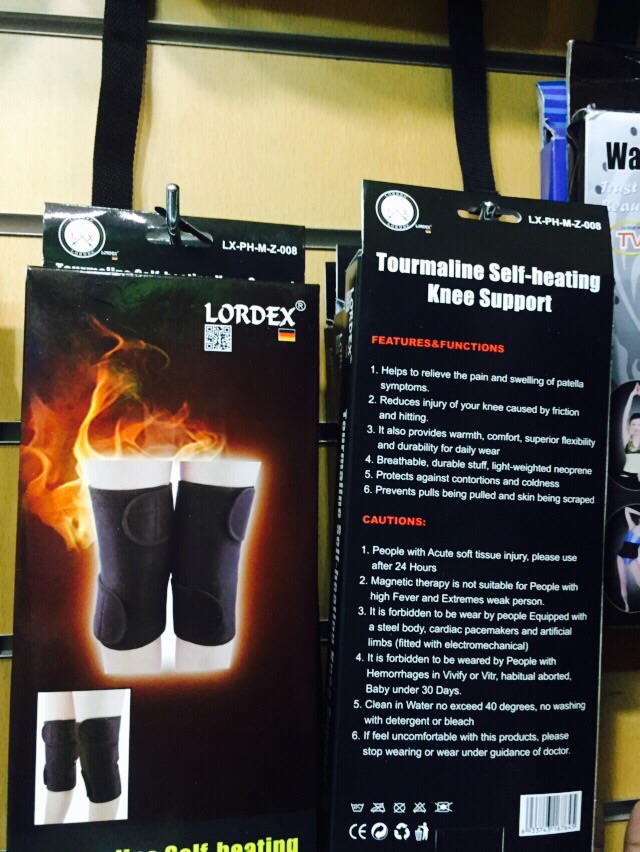 LX-PH-M-Z-008
LORDEX
LORDEX®
LX-PH-M-Z-008
LORDEX
Tourmaline Self-heating
Knee Support
FEATURES&FUNCTIONS
1. Helps to relieve the pain and swelling of patella
symptoms.
2. Reduces injury of your knee caused by friction
and hitting.
3. It also provides warmth, comfort, superior flexibility
and durability for daily wear
4. Breathable, durable stuff, light-weighted neoprene
5. Protects against contortions and coldness
6. Prevents pulls being pulled and skin being scraped
CAUTIONS:
1. People with Acute soft tissue injury, please use
after 24 Hours
2. Magnetic therapy is not suitable for People with
high Fever and Extremes weak person.
3. It is forbidden to be wear by people Equipped with
a steel body, cardiac pacemakers and artificial
limbs (fitted with electromechanical)
4. It is forbidden to be weared by People with
Hemorrhages in Vivify or Vitr, habitual aborted,
Baby under 30 Days.
5. Clean in Water no exceed 40 degrees, no washing
with detergent or bleach
6. If feel uncomfortable with this products, please
stop wearing or wear under guidance of doctor.
CE
Self-heating
Wa
TV